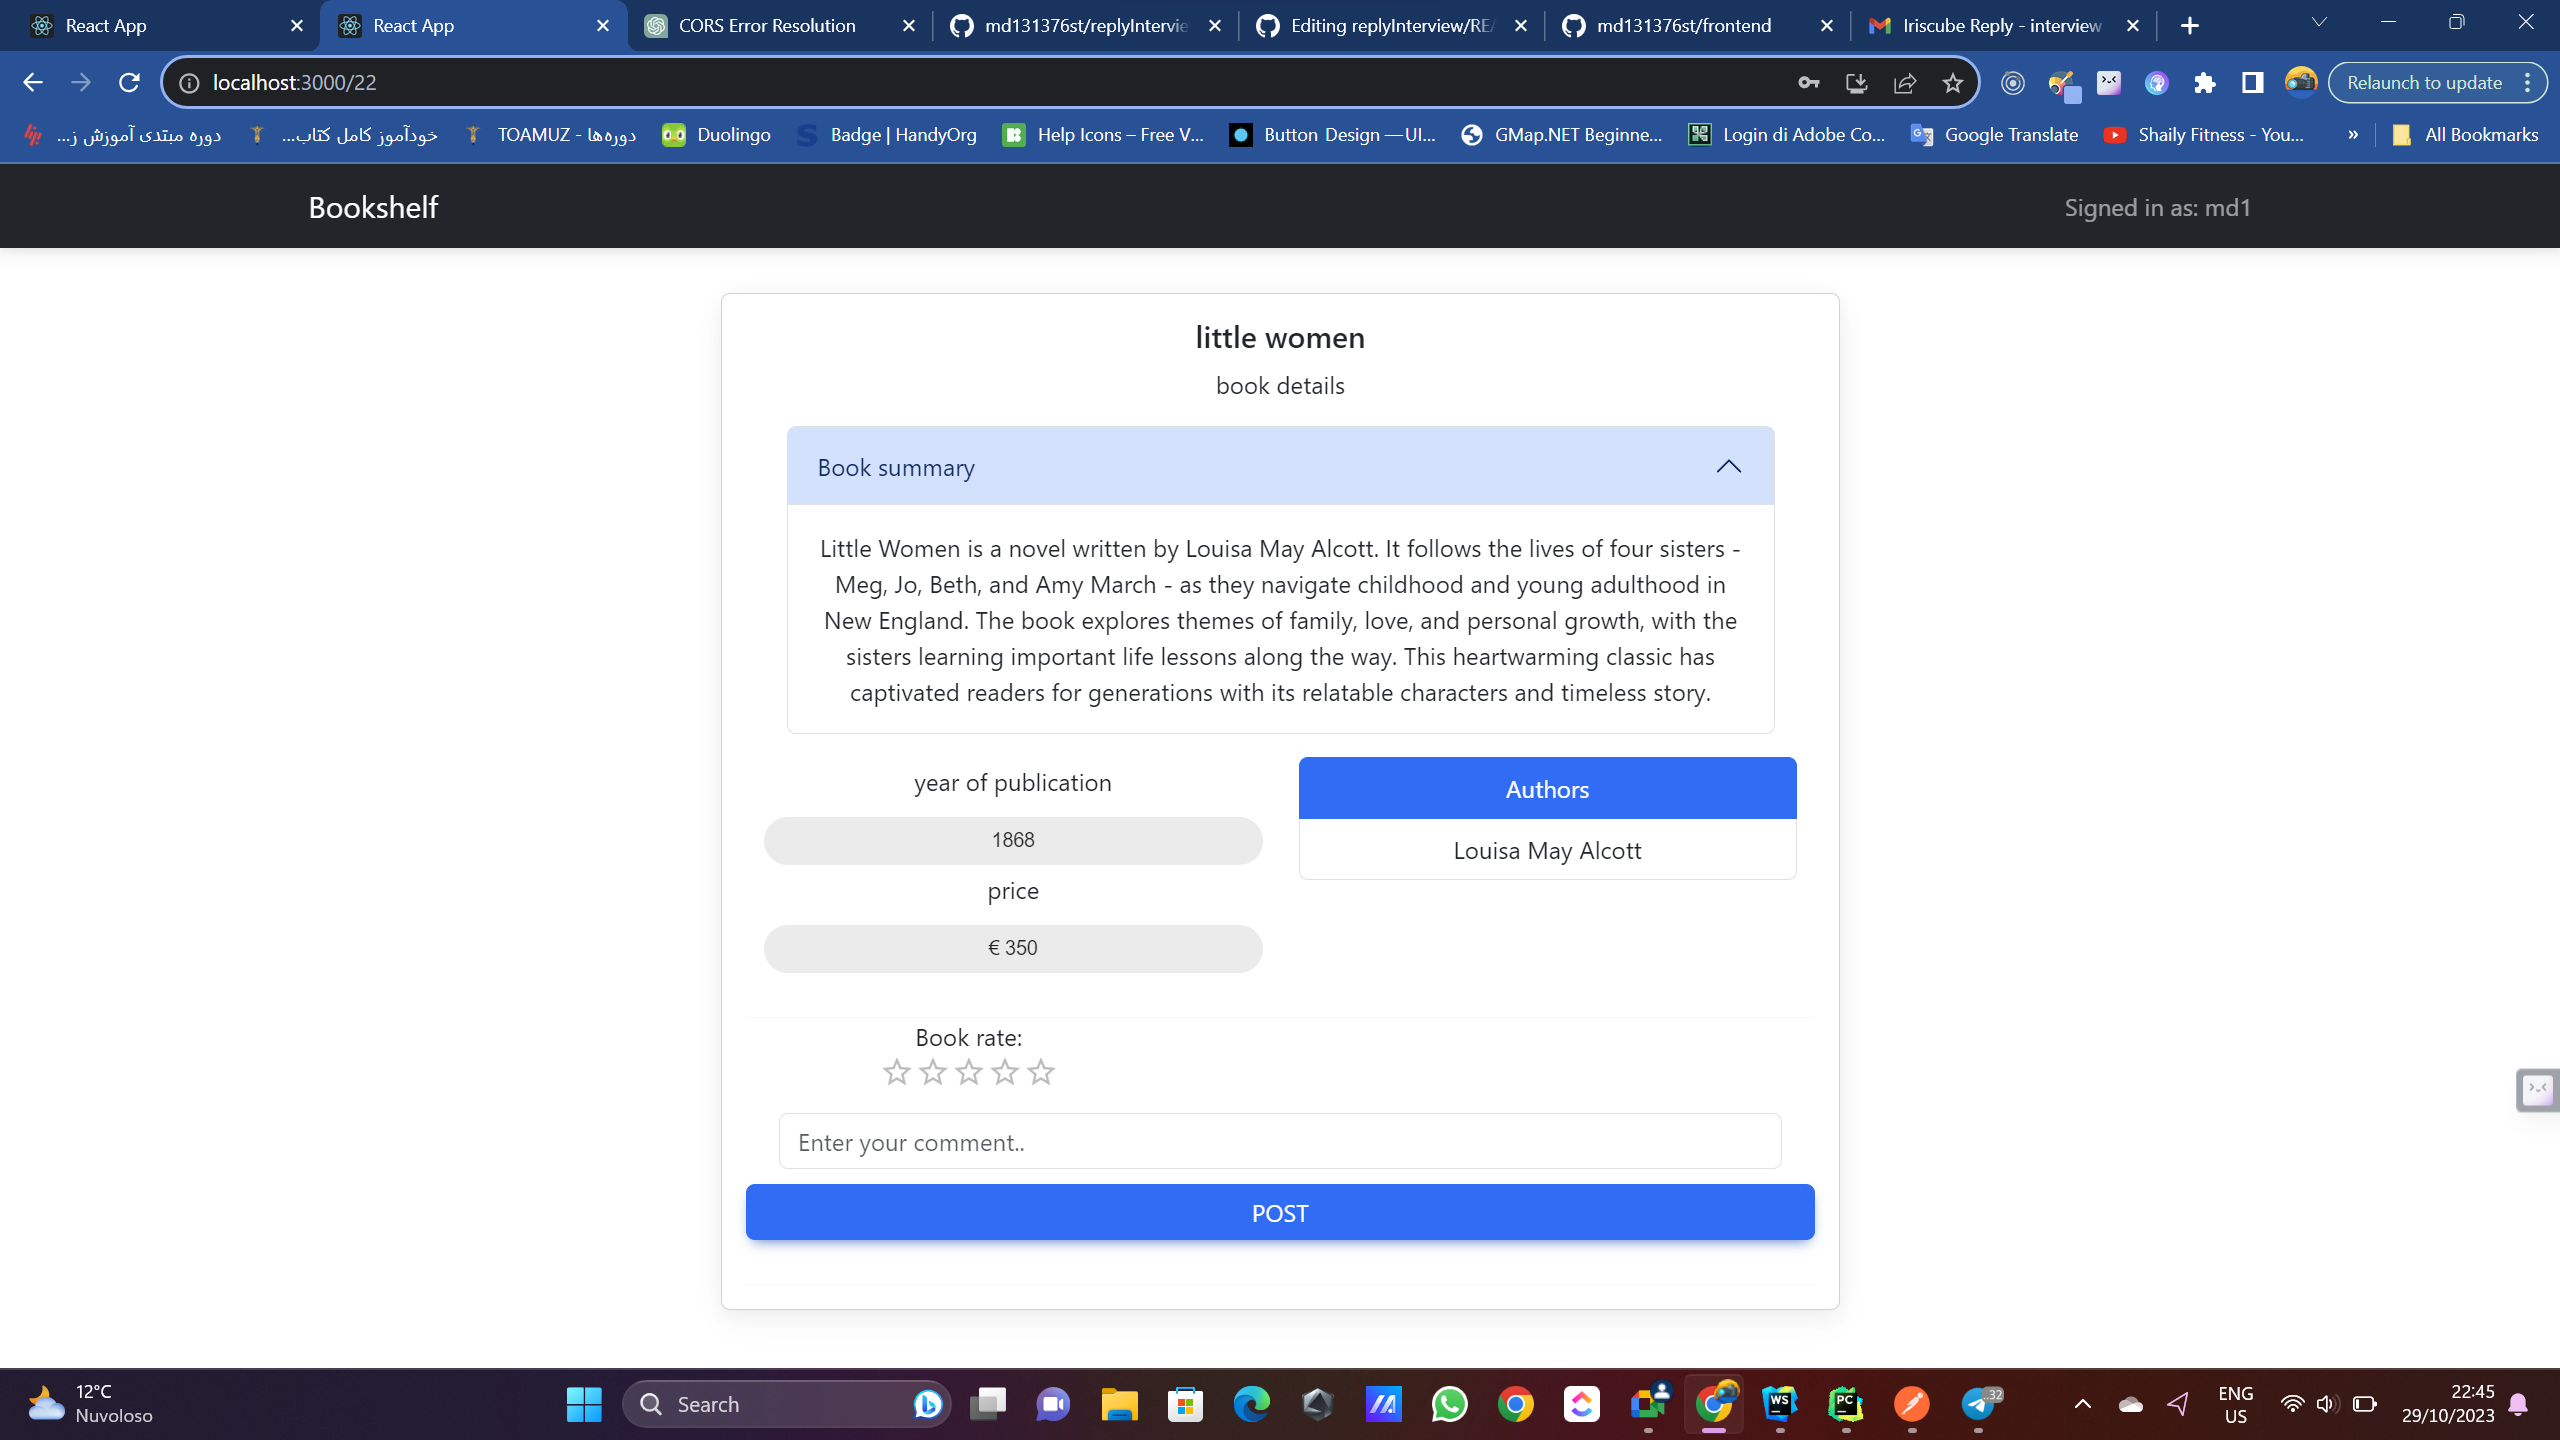 React App
React App
CORS Error Resolution
md131376st/replyIntervie
Editing replyInterview/REA
md131376st/frontend
Iriscube Reply - interview
localhost:3000/22
Relaunch to update
دوره مبتدی آموزش ز...
خودآموز کامل کتاب...
دوره‌ها - TOAMUZ
Duolingo
Badge | HandyOrg
Help Icons – Free V...
Button Design — UI...
GMap.NET Beginne...
Login di Adobe Co...
Google Translate
Shaily Fitness - You...
»
All Bookmarks
Bookshelf
Signed in as: md1
little women
book details
Book summary
Little Women is a novel written by Louisa May Alcott. It follows the lives of four sisters -
Meg, Jo, Beth, and Amy March - as they navigate childhood and young adulthood in
New England. The book explores themes of family, love, and personal growth, with the
sisters learning important life lessons along the way. This heartwarming classic has
captivated readers for generations with its relatable characters and timeless story.
year of publication
1868
price
€ 350
Authors
Louisa May Alcott
Book rate:
Enter your comment..
POST
12°C
Nuvoloso
Search
WS
PC
..32
ENG
US
22:45
29/10/2023